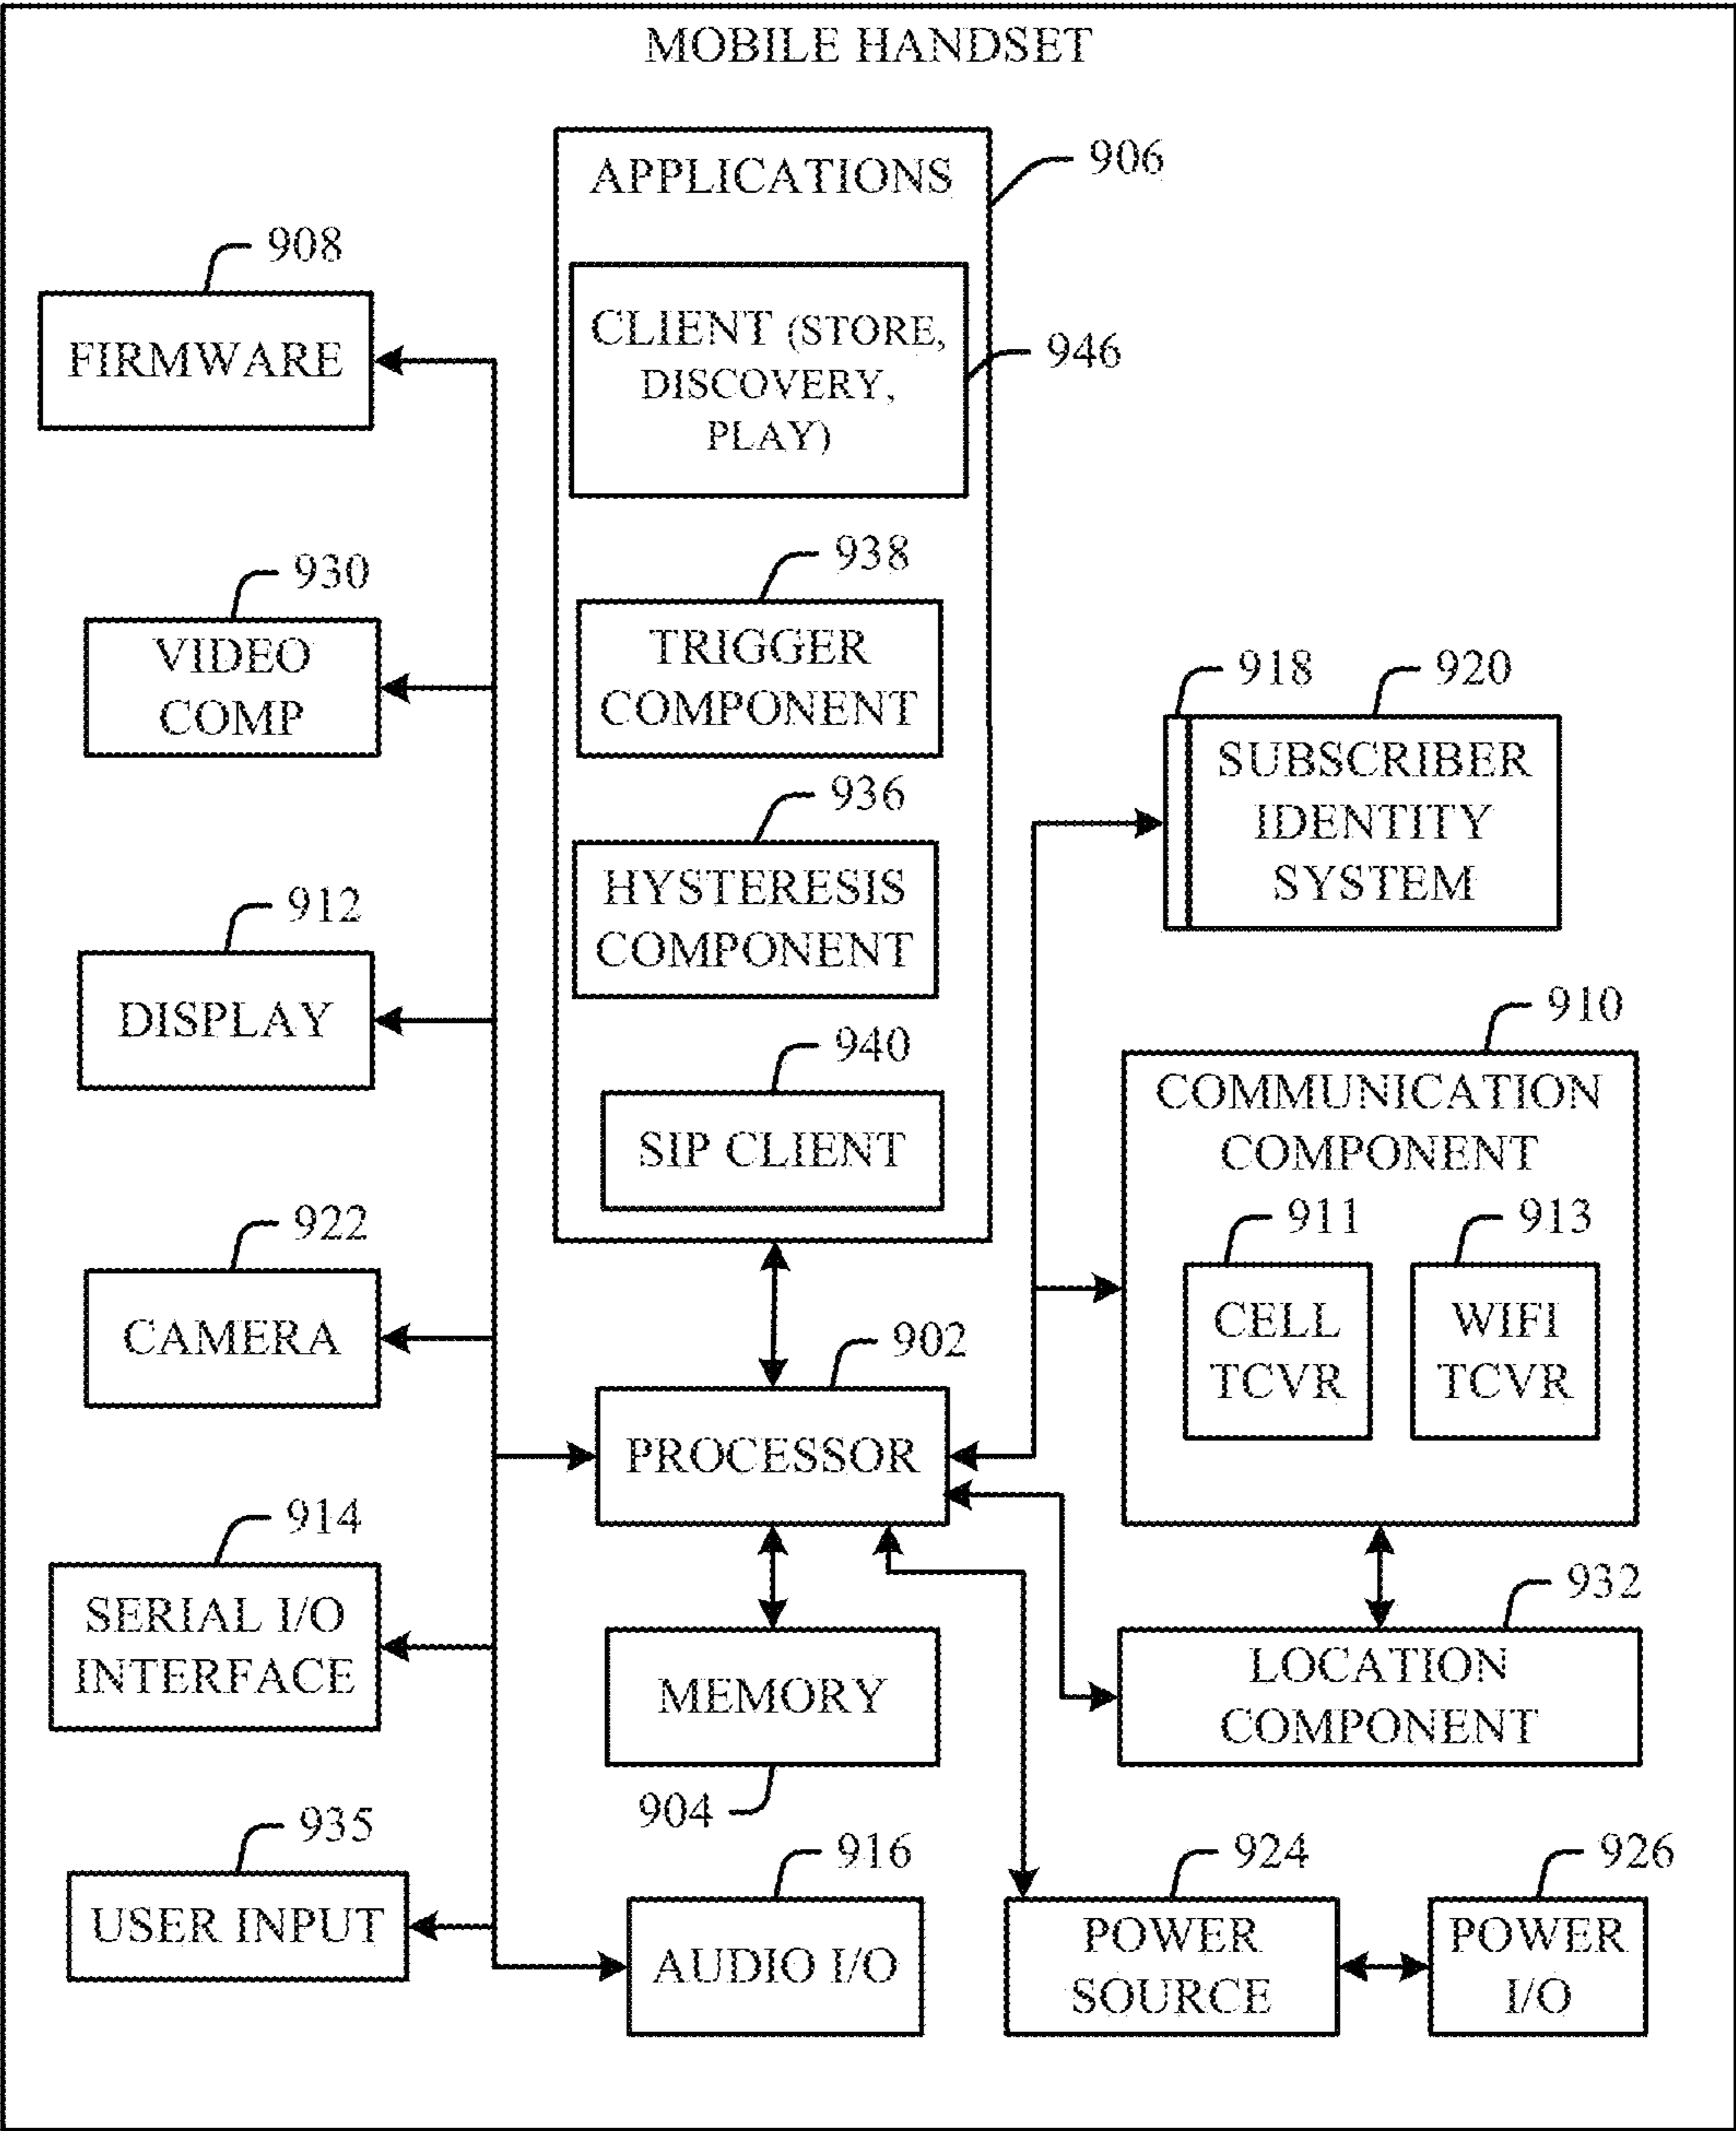 MOBILE HANDSET
906
APPLICATIONS
908
FIRMWARE
946
CLIENT (STORE,
DISCOVERY,
PLAY)
938
TRIGGER
COMPONENT
930
VIDEO
COMP
918
920
SUBSCRIBER
IDENTITY
SYSTEM
936
HYSTERESIS
COMPONENT
912
DISPLAY
940
SIP CLIENT
910
COMMUNICATION
COMPONENT
911
CELL
TCVR
913
WIFI
TCVR
922
CAMERA
902
PROCESSOR
914
SERIAL I/O
INTERFACE
MEMORY
904
932
LOCATION
COMPONENT
935
USER INPUT
916
AUDIO I/O
924
POWER
SOURCE
926
POWER
I/O